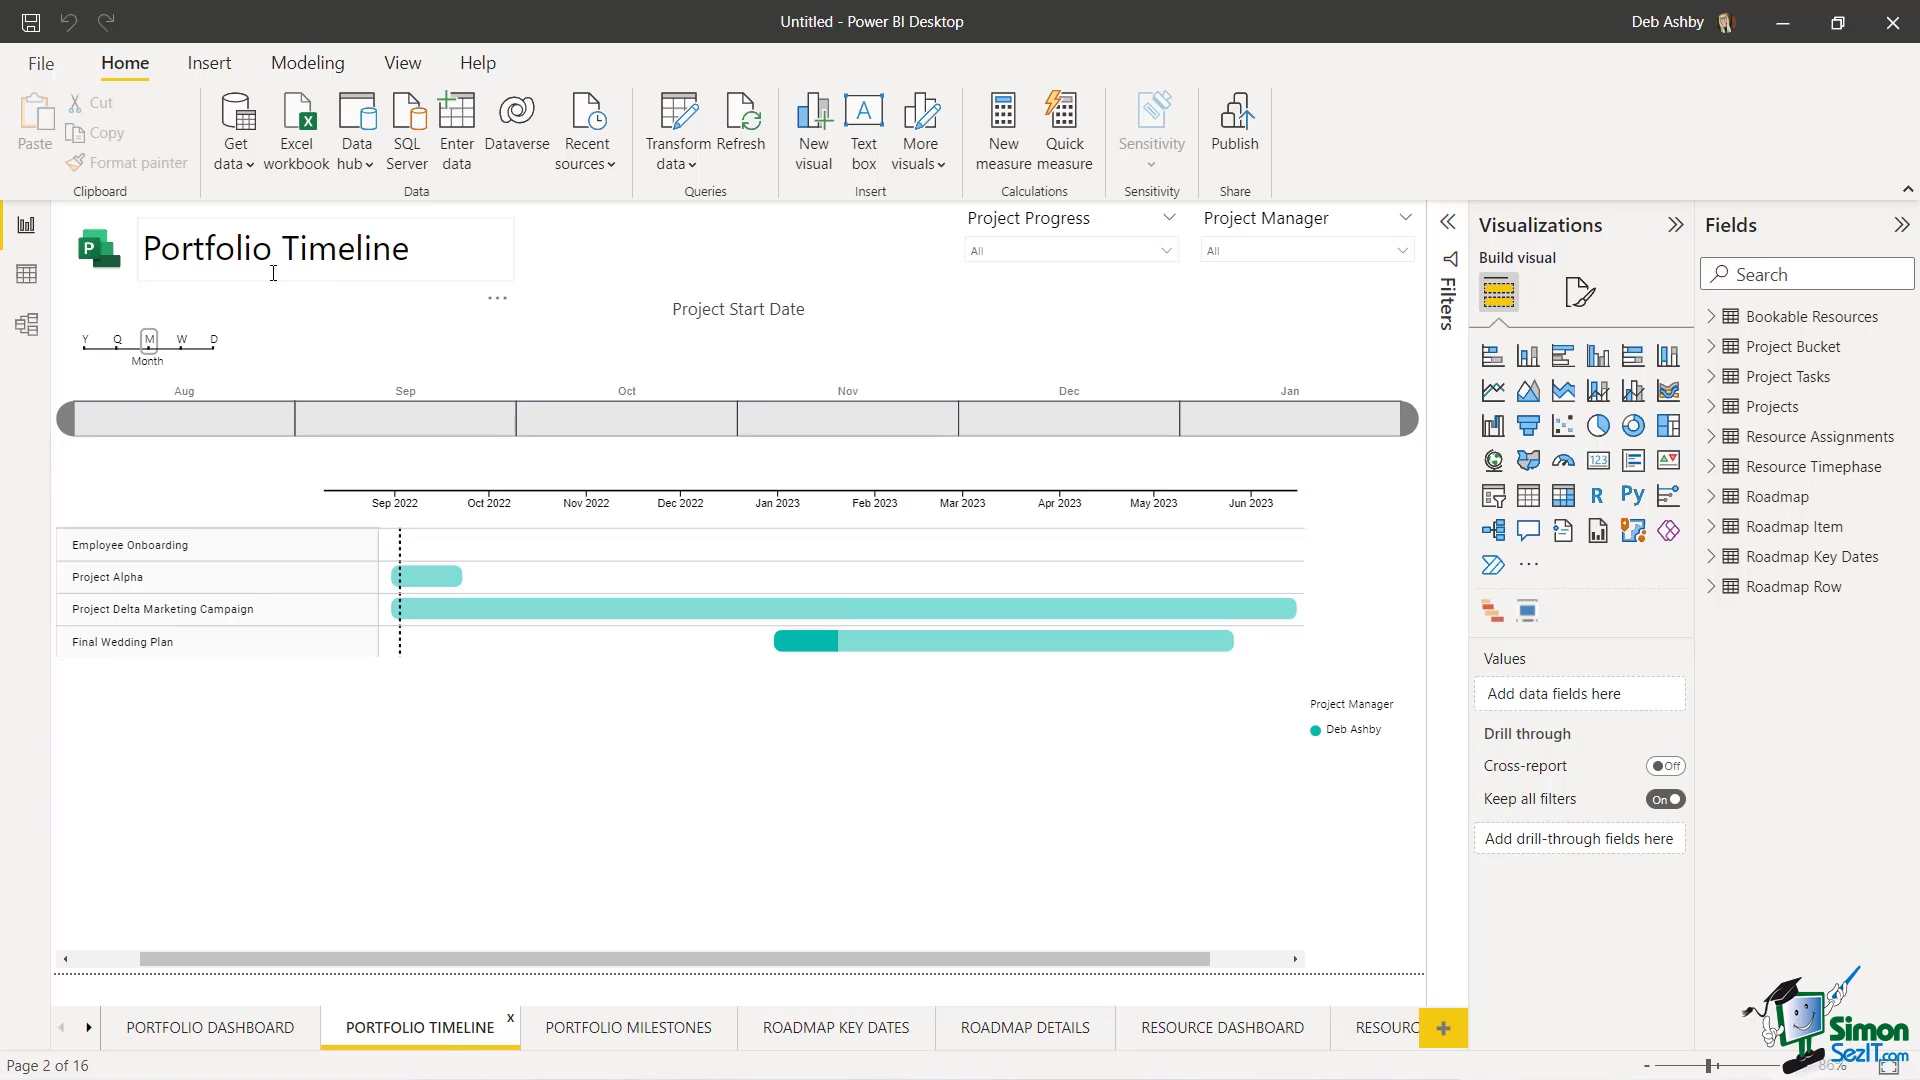 Untitled - Power BI Desktop
Deb Ashby
File
Home
Insert
Modeling
View
Help
Paste
Cut
Copy
Format painter
Get data
Excel workbook
Data hub
SQL Server
Enter data
Dataverse
Recent sources
Transform data
Refresh
New visual
Text box
More visuals
New measure
Quick measure
Sensitivity
Publish
Clipboard
Data
Queries
Insert
Calculations
Sensitivity
Share
P
Portfolio Timeline
Project Progress
All
Project Manager
All
Project Start Date
Y Q M W D
Month
Aug Sep Oct Nov Dec Jan
Sep 2022 Oct 2022 Nov 2022 Dec 2022 Jan 2023 Feb 2023 Mar 2023 Apr 2023 May 2023 Jun 2023
Employee Onboarding
Project Alpha
Project Delta Marketing Campaign
Final Wedding Plan
Project Manager
Deb Ashby
Filters
Visualizations
Build visual
123
R
Py
Values
Add data fields here
Drill through
Cross-report
Off
Keep all filters
On
Add drill-through fields here
Fields
Search
Bookable Resources
Project Bucket
Project Tasks
Projects
Resource Assignments
Resource Timephase
Roadmap
Roadmap Item
Roadmap Key Dates
Roadmap Row
PORTFOLIO DASHBOARD
PORTFOLIO TIMELINE
x
PORTFOLIO MILESTONES
ROADMAP KEY DATES
ROADMAP DETAILS
RESOURCE DASHBOARD
RESOURC
+
Page 2 of 16
86%
Simon
SezIT.com